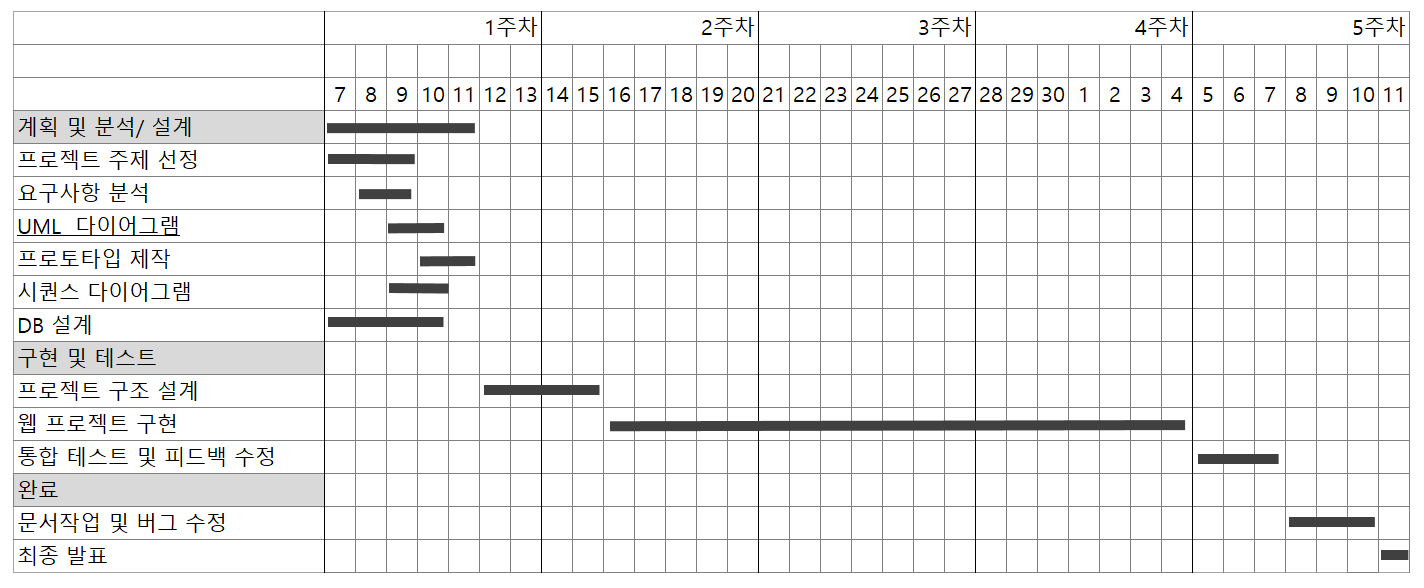 1주차 2주차 3주차 4주차 5주차
7 8 9 10 11 12 13 14 15 16 17 18 19 20 21 22 23 24 25 26 27 28 29 30 1 2 3 4 5 6 7 8 9 10 11
계획 및 분석/ 설계
프로젝트 주제 선정
요구사항 분석
UML  다이어그램
프로토타입 제작
시퀀스 다이어그램
DB 설계
구현 및 테스트
프로젝트 구조 설계
웹 프로젝트 구현
통합 테스트 및 피드백 수정
완료
문서작업 및 버그 수정
최종 발표